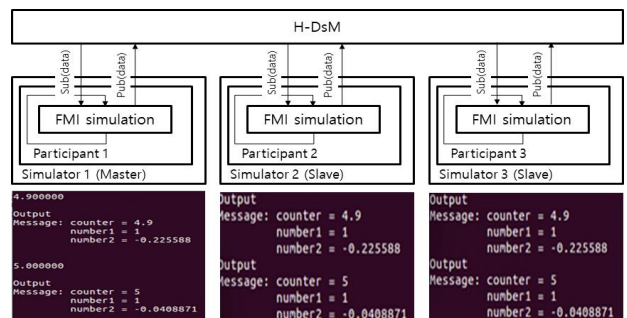 H-DsM
Sub(data)
Pub(data)
Sub(data)
Pub(data)
Sub(data)
Pub(data)
FMI simulation
Participant 1
Simulator 1 (Master)
FMI simulation
Participant 2
Simulator 2 (Slave)
FMI simulation
Participant 3
Simulator 3 (Slave)
4.900000
Output
Message: counter = 4.9
number1 = 1
number2 = -0.225588
5.000000
Output
Message: counter = 5
number1 = 1
number2 = -0.0408871
Output
Message: counter = 4.9
number1 = 1
number2 = -0.225588
Output
Message: counter = 5
number1 = 1
number2 = -0.0408871
Output
Message: counter = 4.9
number1 = 1
number2 = -0.225588
Output
Message: counter = 5
number1 = 1
number2 = -0.0408871